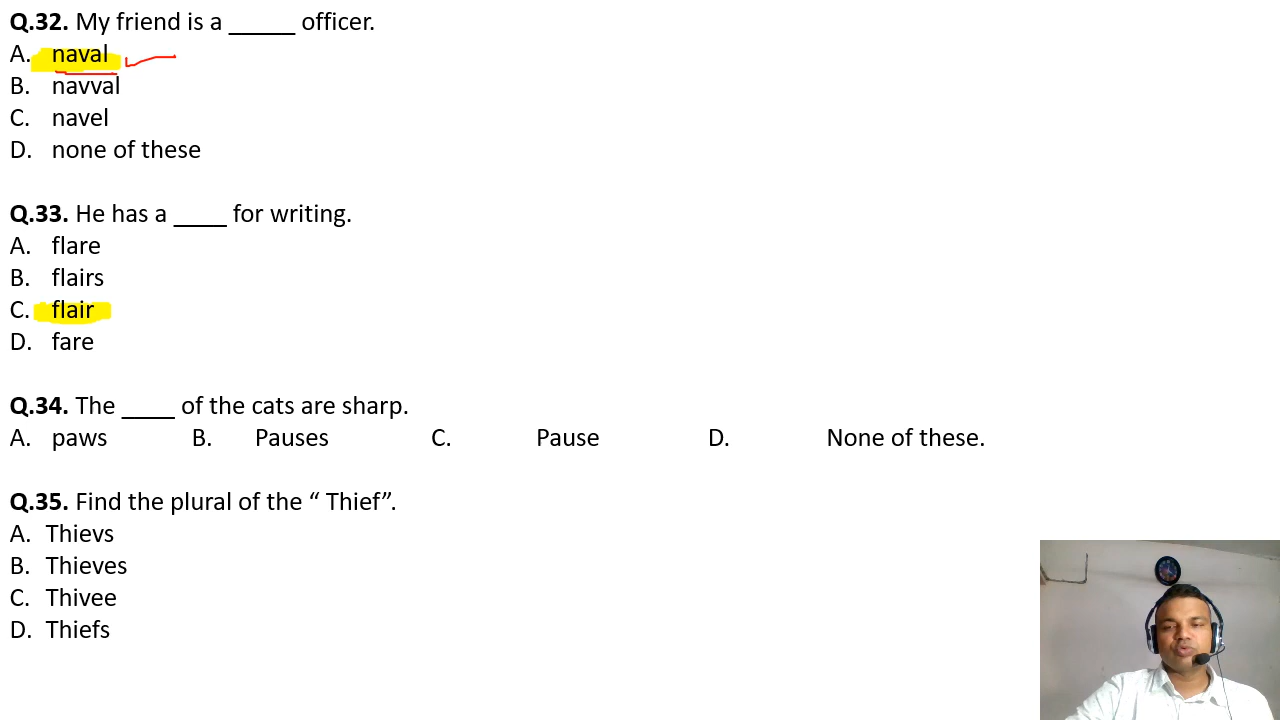 Q.32. My friend is a _____ officer.
A. naval
B. navval
C. navel
D. none of these
Q.33. He has a ____ for writing.
A. flare
B. flairs
C. flair
D. fare
Q.34. The ____ of the cats are sharp.
A. paws B. Pauses C. Pause D. None of these.
Q.35. Find the plural of the “ Thief”.
A. Thievs
B. Thieves
C. Thivee
D. Thiefs